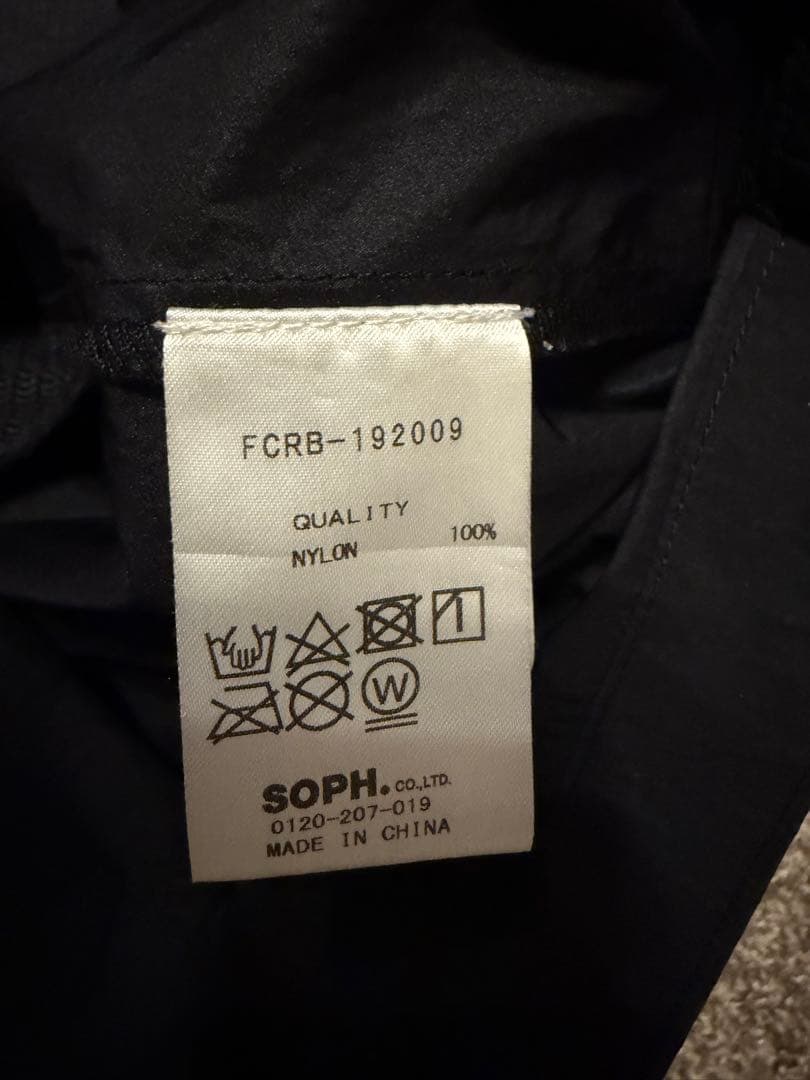 FCRB-192009
QUALITY
NYLON 100%
W
SOPH. CO.,LTD.
0120-207-019
MADE IN CHINA